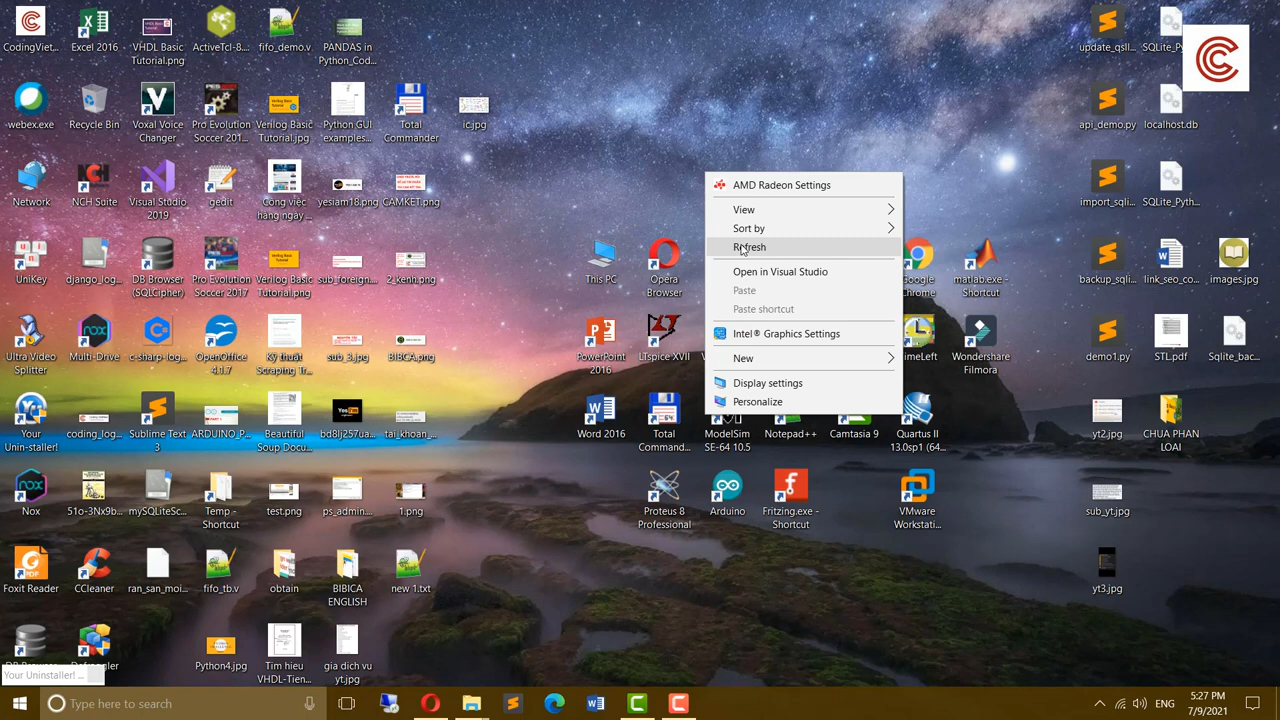 CodingViet...
Excel 2016
VHDL Basic
Tutorial.png
ActiveTcl-8....
fifo_demo.v
PANDAS in
Python_Cod...
update_qsll...
SQLite_Py...
webex.exe
Recycle Bin
Voxal Voice
Changer
Pro Evolution
Soccer 201...
Verilog Basic
Tutorial.jpg
Python GUI
examples...
Total
Commander
ic.jpg
api_demo.py
localhost.db
Network
NCH Suite
Visual Studio
2019
gedit
Cong viec
hang ngay ...
yesiam18.png
CAMKET.png
import_sqli...
SQLite_Pyth...
UniKey
django_log...
DB Browser
(SQLCipher)
Pro Evolution
Soccer 2017
Verilog Basic
Tutorial.png
sub_foreign...
2_kenh.png
This PC
Opera
Browser
Google
Chrome
matlab.exe -
Shortcut
backup_sqli...
link_seo_co...
images.jpg
Ultra Video
Splitter
Multi-Drive
c-sharp-log...
OpenOffice
4.1.7
Ky thuat
Scraping Tr...
sub_3.jpg
BIBICA.png
PowerPoint
2016
LTspice XVII
TimeLeft
Wondershare
Filmora
demo1.py
STL.pdf
Sqlite_bac...
Your
Unin-staller!
coding_log...
Sublime Text
3
ARDUINO_P...
Beautiful
Soup Docu...
bd8lj257ua...
tai_khoan_...
Word 2016
Total
Command...
ModelSim
SE-64 10.5
Notepad++
Camtasia 9
Quartus II
13.0sp1 (64...
yt2.jpg
CHUA PHAN
LOAI
Nox
51o-3Nx9b...
mySQLiteSc...
Temp -
Shortcut
test.png
ps_admin....
1.png
Proteus 8
Professional
Arduino
Fritzing.exe -
Shortcut
VMware
Workstati...
sub_yt.jpg
Foxit Reader
CCleaner
ran_san_moi...
fifo_tb.v
obtain
BIBICA
ENGLISH
new 1.txt
yt3.jpg
DB Browser
Defraggler
Python4.jpg
Tim hieu
VHDL-Tien...
gia dich vu
yt.jpg
Your Uninstaller! ...
AMD Radeon Settings
View
Sort by
Refresh
Open in Visual Studio
Paste
Paste shortcut
Intel® Graphics Settings
New
Display settings
Personalize
Type here to search
ENG
5:27 PM
7/9/2021